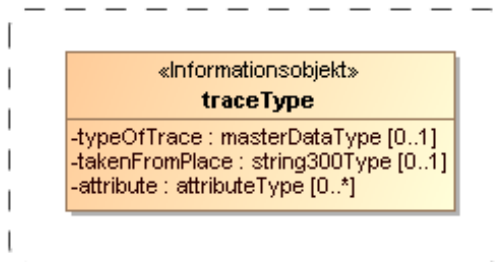 «Informationsobjekt»
traceType
-typeOfTrace : masterDataType [0..1]
-takenFromPlace : string300Type [0..1]
-attribute : attributeType [0..*]